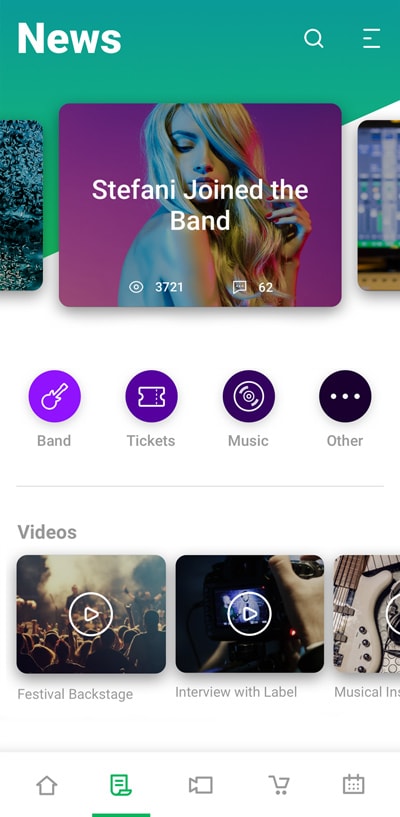 News
Stefani Joined the
Band
3721
62
Band
Tickets
Music
Other
Videos
Festival Backstage
Interview with Label
Musical Ins